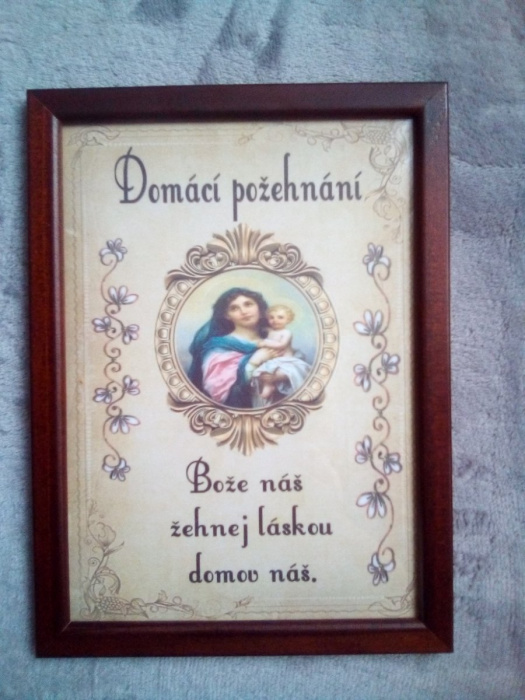 Domácí požehnání
Bože náš
žehnej láskou
domov náš.